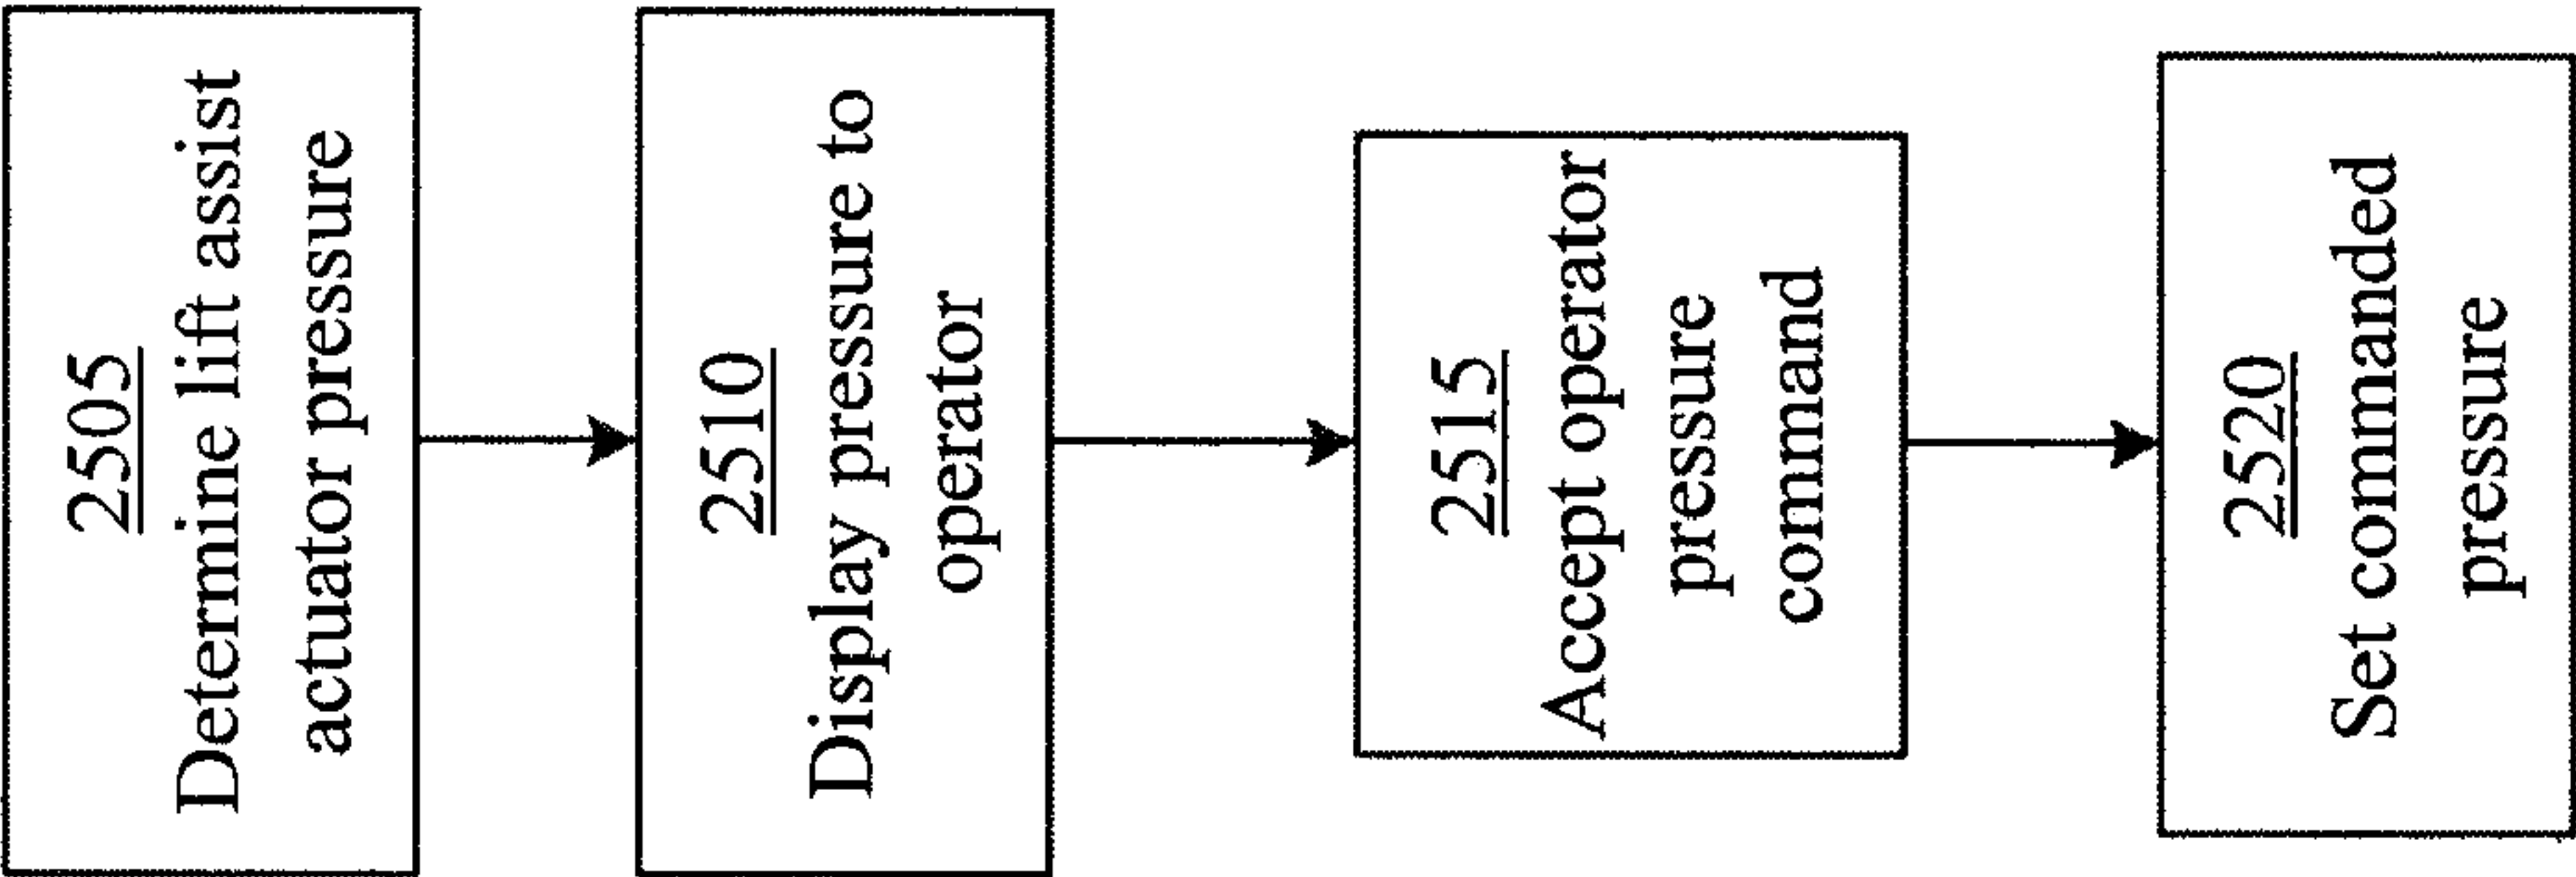 2505
Determine lift assist
actuator pressure
2510
Display pressure to
operator
2515
Accept operator
pressure
command
2520
Set commanded
pressure